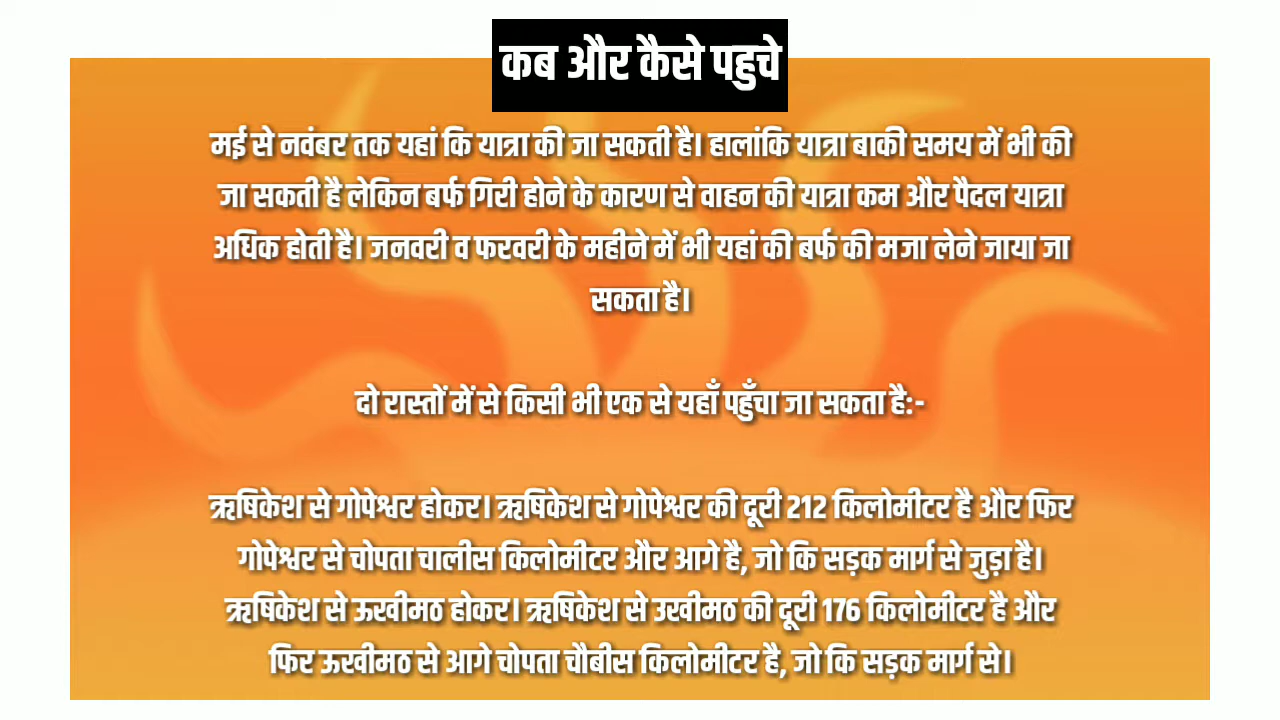 कब और कैसे पहुचे
मई से नवंबर तक यहां कि यात्रा की जा सकती है। हालांकि यात्रा बाकी समय में भी की
जा सकती है लेकिन बर्फ गिरी होने के कारण से वाहन की यात्रा कम और पैदल यात्रा
अधिक होती है। जनवरी व फरवरी के महीने में भी यहां की बर्फ की मजा लेने जाया जा
सकता है।
दो रास्तों में से किसी भी एक से यहाँ पहुँचा जा सकता है:-
ऋषिकेश से गोपेश्वर होकर। ऋषिकेश से गोपेश्वर की दूरी 212 किलोमीटर है और फिर
गोपेश्वर से चोपता चालीस किलोमीटर और आगे है, जो कि सड़क मार्ग से जुड़ा है।
ऋषिकेश से ऊखीमठ होकर। ऋषिकेश से उखीमठ की दूरी 176 किलोमीटर है और
फिर ऊखीमठ से आगे चोपता चौबीस किलोमीटर है, जो कि सड़क मार्ग से।